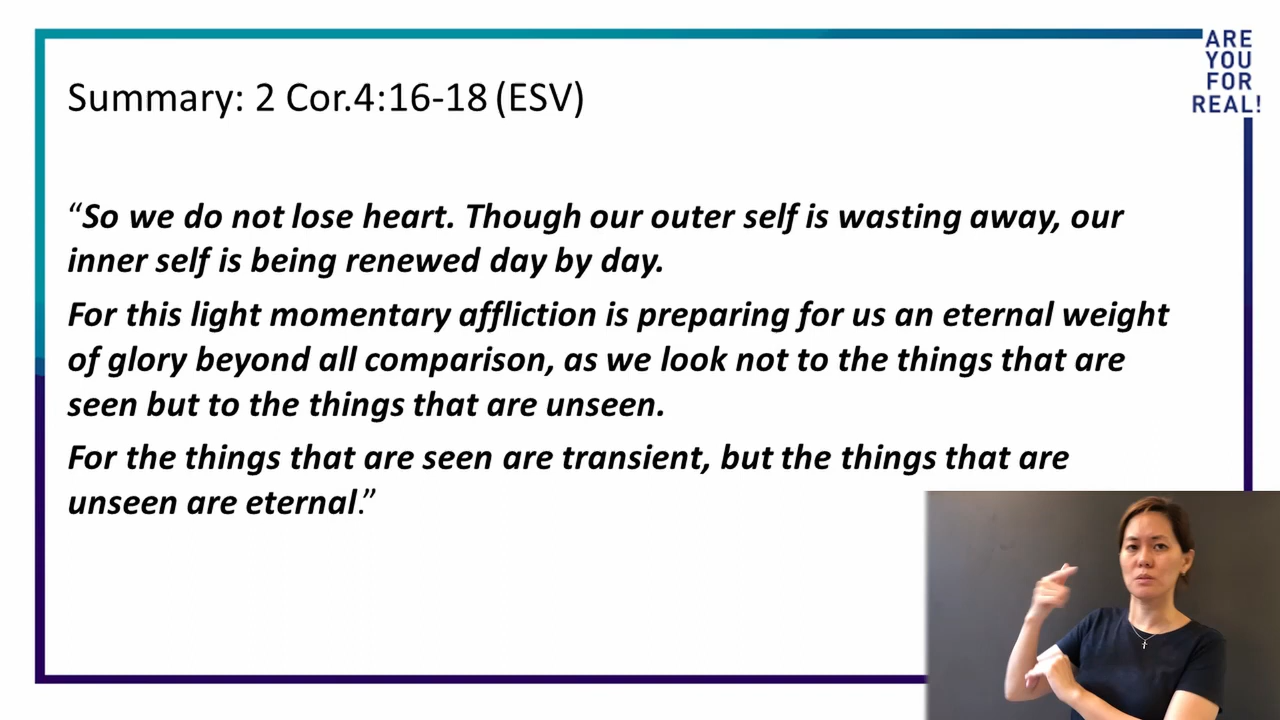 ARE
YOU
FOR
REAL!
Summary: 2 Cor.4:16-18 (ESV)
“So we do not lose heart. Though our outer self is wasting away, our
inner self is being renewed day by day.
For this light momentary affliction is preparing for us an eternal weight
of glory beyond all comparison, as we look not to the things that are
seen but to the things that are unseen.
For the things that are seen are transient, but the things that are
unseen are eternal.”